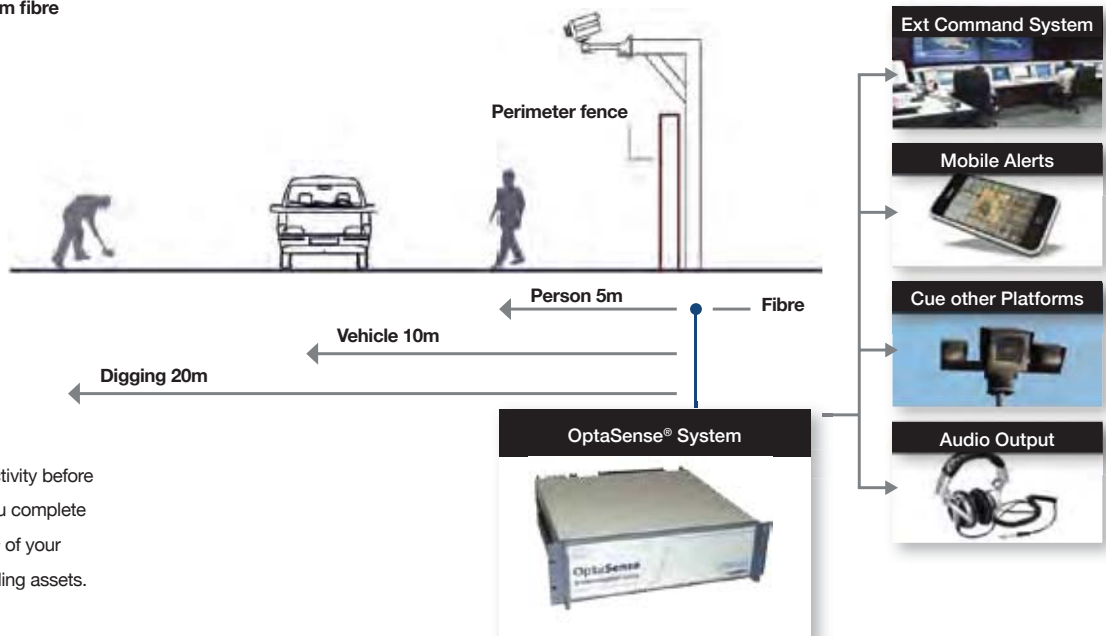 m fibre
Perimeter fence
Person 5m
Fibre
Vehicle 10m
Digging 20m
tivity before
u complete
of your
ling assets.
OptaSense® System
OptaSense
Ext Command System
Mobile Alerts
Cue other Platforms
Audio Output